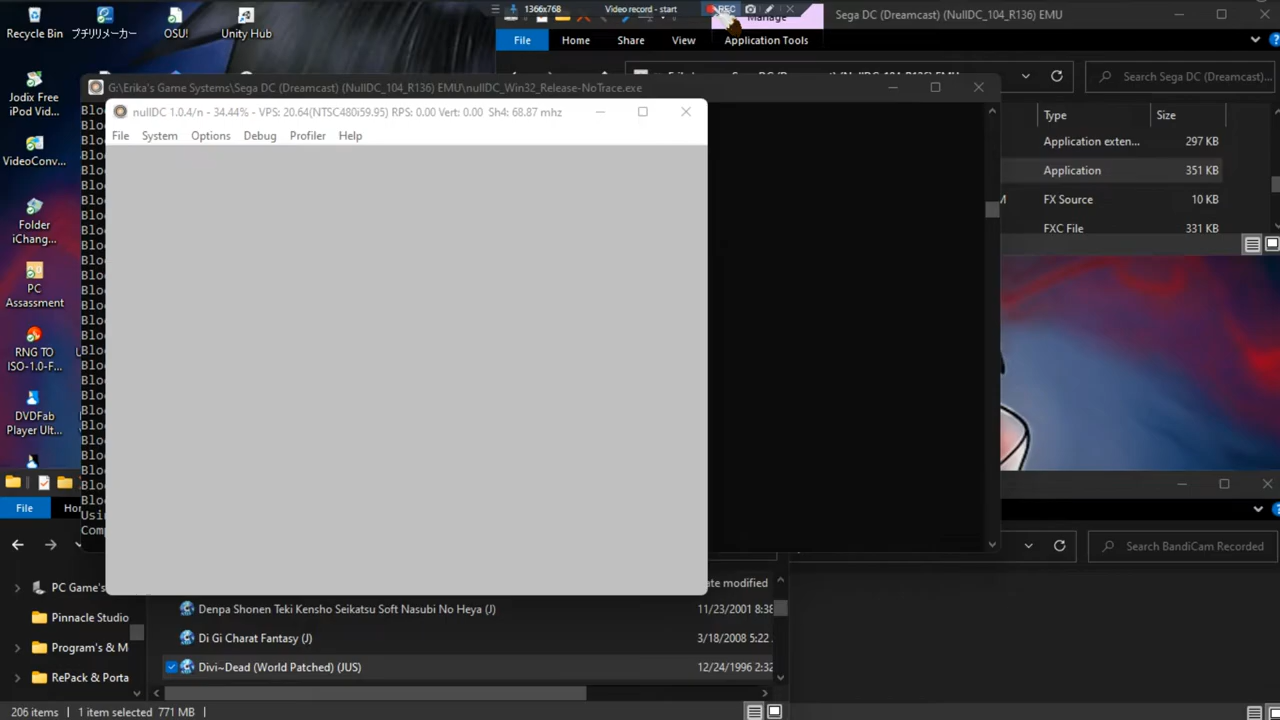 1366x768
Video record - start
REC
Manage
Sega DC (Dreamcast) (NullDC_104_R136) EMU
File
Home
Share
View
Application Tools
Search Sega DC (Dreamcast)...
Recycle Bin
プチリメーカー
OSU!
Unity Hub
G:\Erika's Game Systems\Sega DC (Dreamcast) (NullDC_104_R136) EMU\nullDC_Win32_Release-NoTrace.exe
nullDC 1.0.4/n - 34.44% - VPS: 20.64(NTSC480i59.95) RPS: 0.00 Vert: 0.00 Sh4: 68.87 mhz
File
System
Options
Debug
Profiler
Help
Type
Size
Application exten...
297 KB
Application
351 KB
FX Source
10 KB
FXC File
331 KB
Jodix Free
iPod Vid...
VideoConv...
Folder
iChang...
PC
Assassment
RNG TO
ISO-1.0-F...
DVDFab
Player Ult...
File
Search BandiCam Recorded
PC Game's
Pinnacle Studio
Program's & M
RePack & Porta
ate modified
Denpa Shonen Teki Kensho Seikatsu Soft Nasubi No Heya (J)
11/23/2001 8:38
Di Gi Charat Fantasy (J)
3/18/2008 5:22
Divi~Dead (World Patched) (JUS)
12/24/1996 2:32
206 items
1 item selected 771 MB